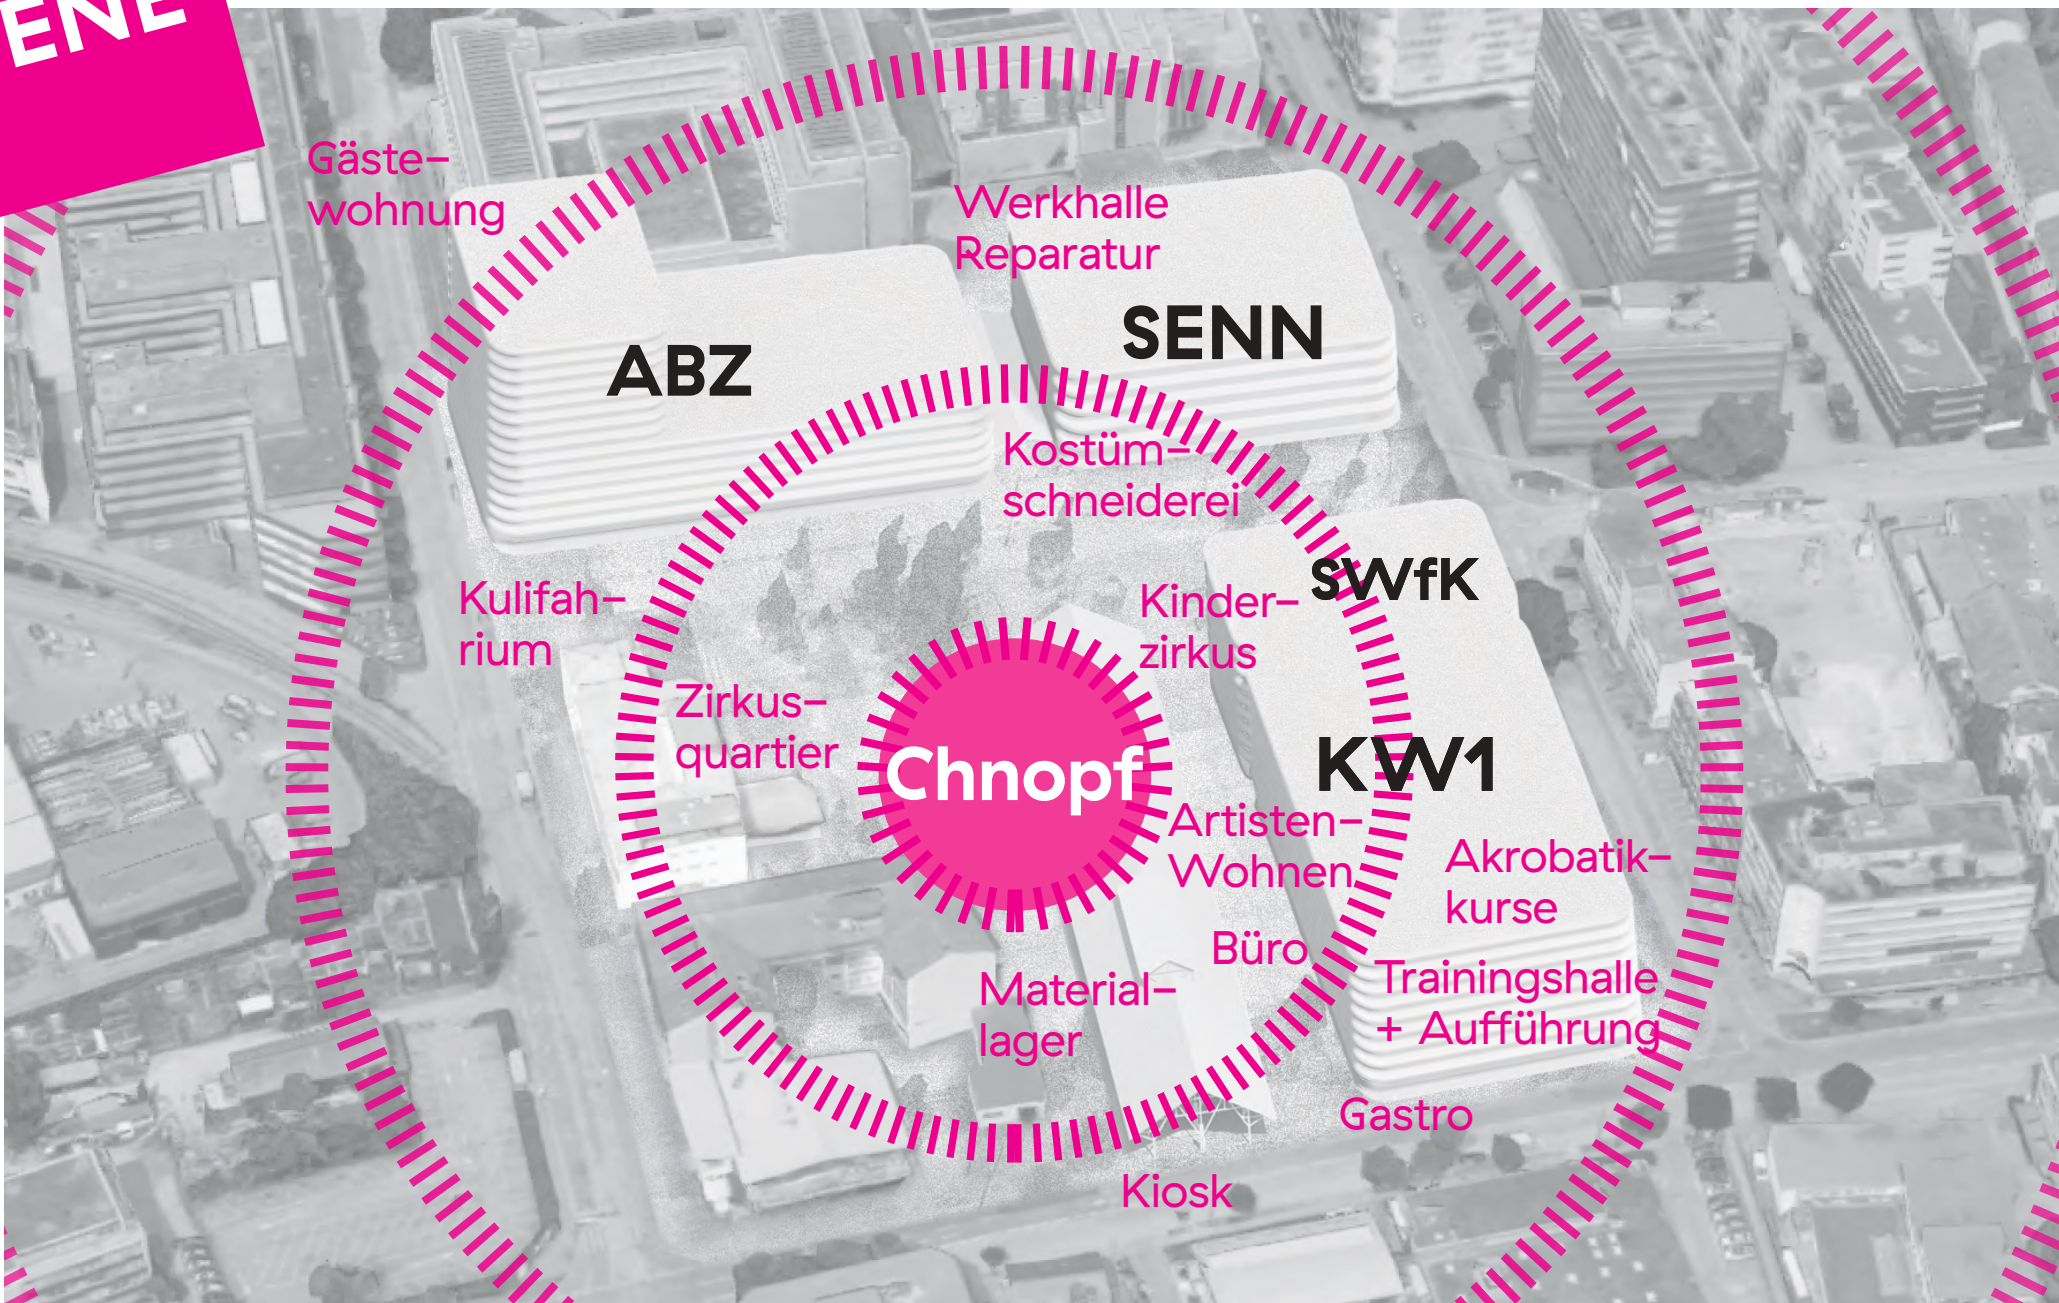 ENE
Gäste–
wohnung
Werkhalle
Reparatur
SENN
ABZ
Kostüm–
schneiderei
SWfK
Kulifah–
rium
Kinder–
zirkus
Zirkus–
quartier
Chnopf
KW1
Artisten–
Wohnen
Akrobatik–
kurse
Büro
Material–
lager
Trainingshalle
+ Aufführung
Gastro
Kiosk